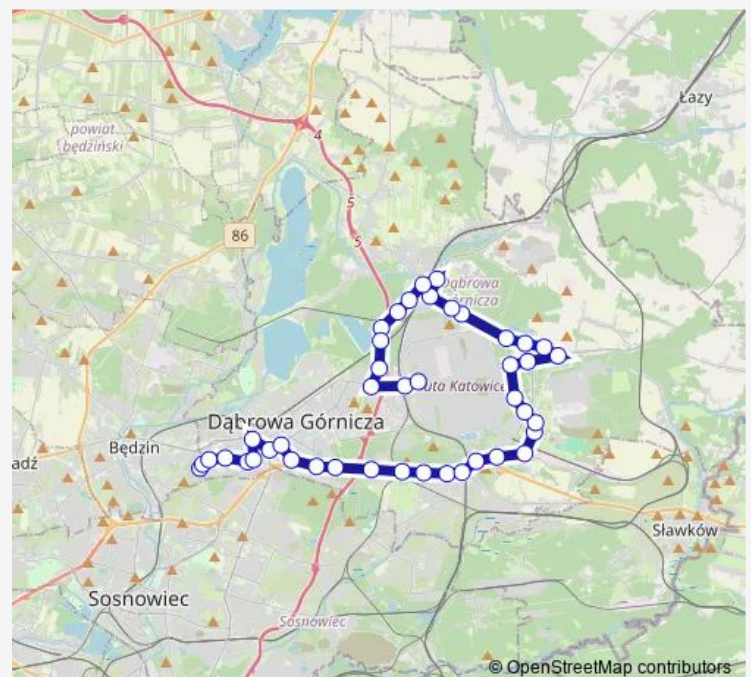 Łazy
powiat
będziński
4
5
86
5
Dąbrowa
Górnicza
Huta Katowice
Dąbrowa Górnicza
Będzin
Sławków
Sosnowiec
Sosnowiec
© OpenStreetMap contributors